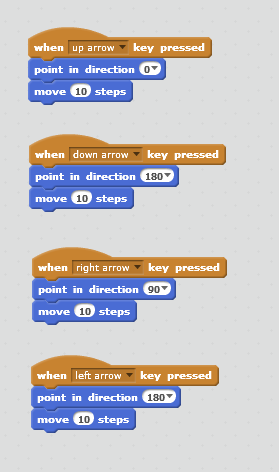 when up arrow key pressed
point in direction 0
move 10 steps
when down arrow key pressed
point in direction 180
move 10 steps
when right arrow key pressed
point in direction 90
move 10 steps
when left arrow key pressed
point in direction 180
move 10 steps